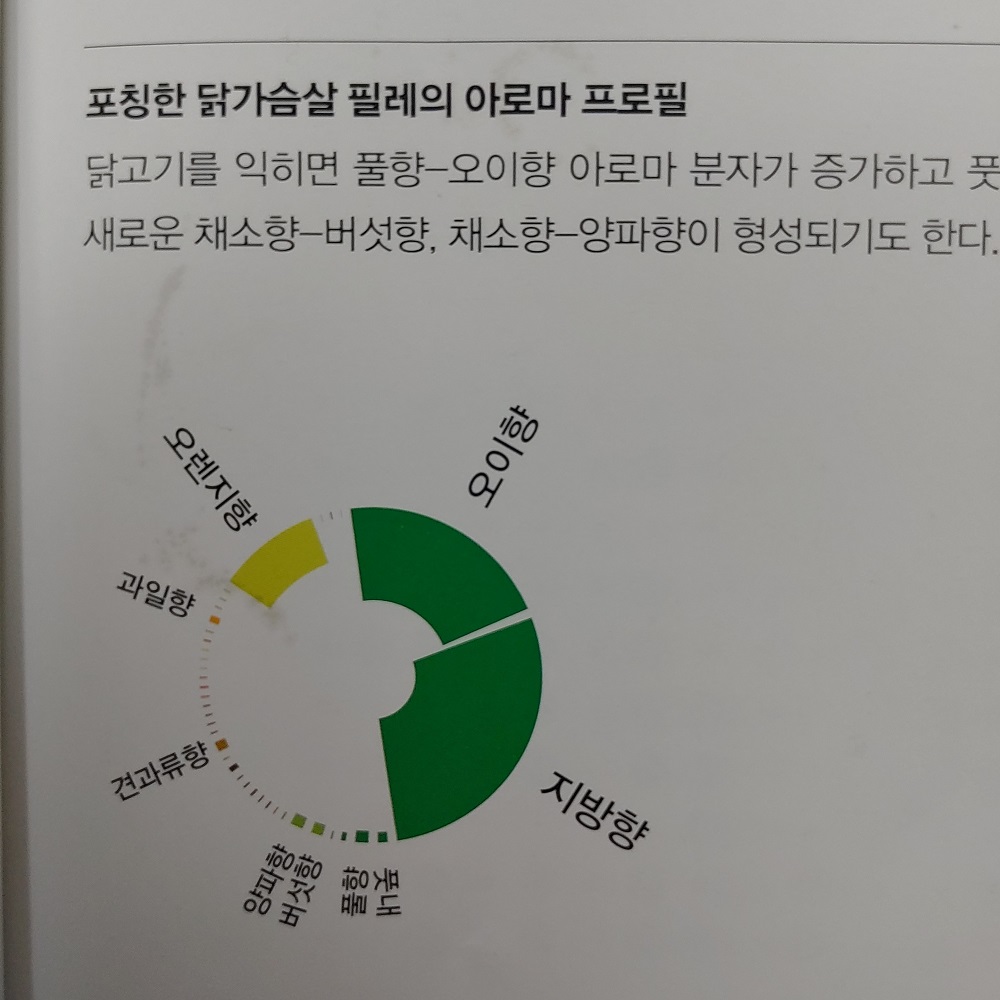 포칭한 닭가슴살 필레의 아로마 프로필
닭고기를 익히면 풀향–오이향 아로마 분자가 증가하고 풋
새로운 채소향–버섯향, 채소향–양파향이 형성되기도 한다.
오이향
오렌지향
과일향
견과류향
지방향
양파향
버섯향
풀향
풋내